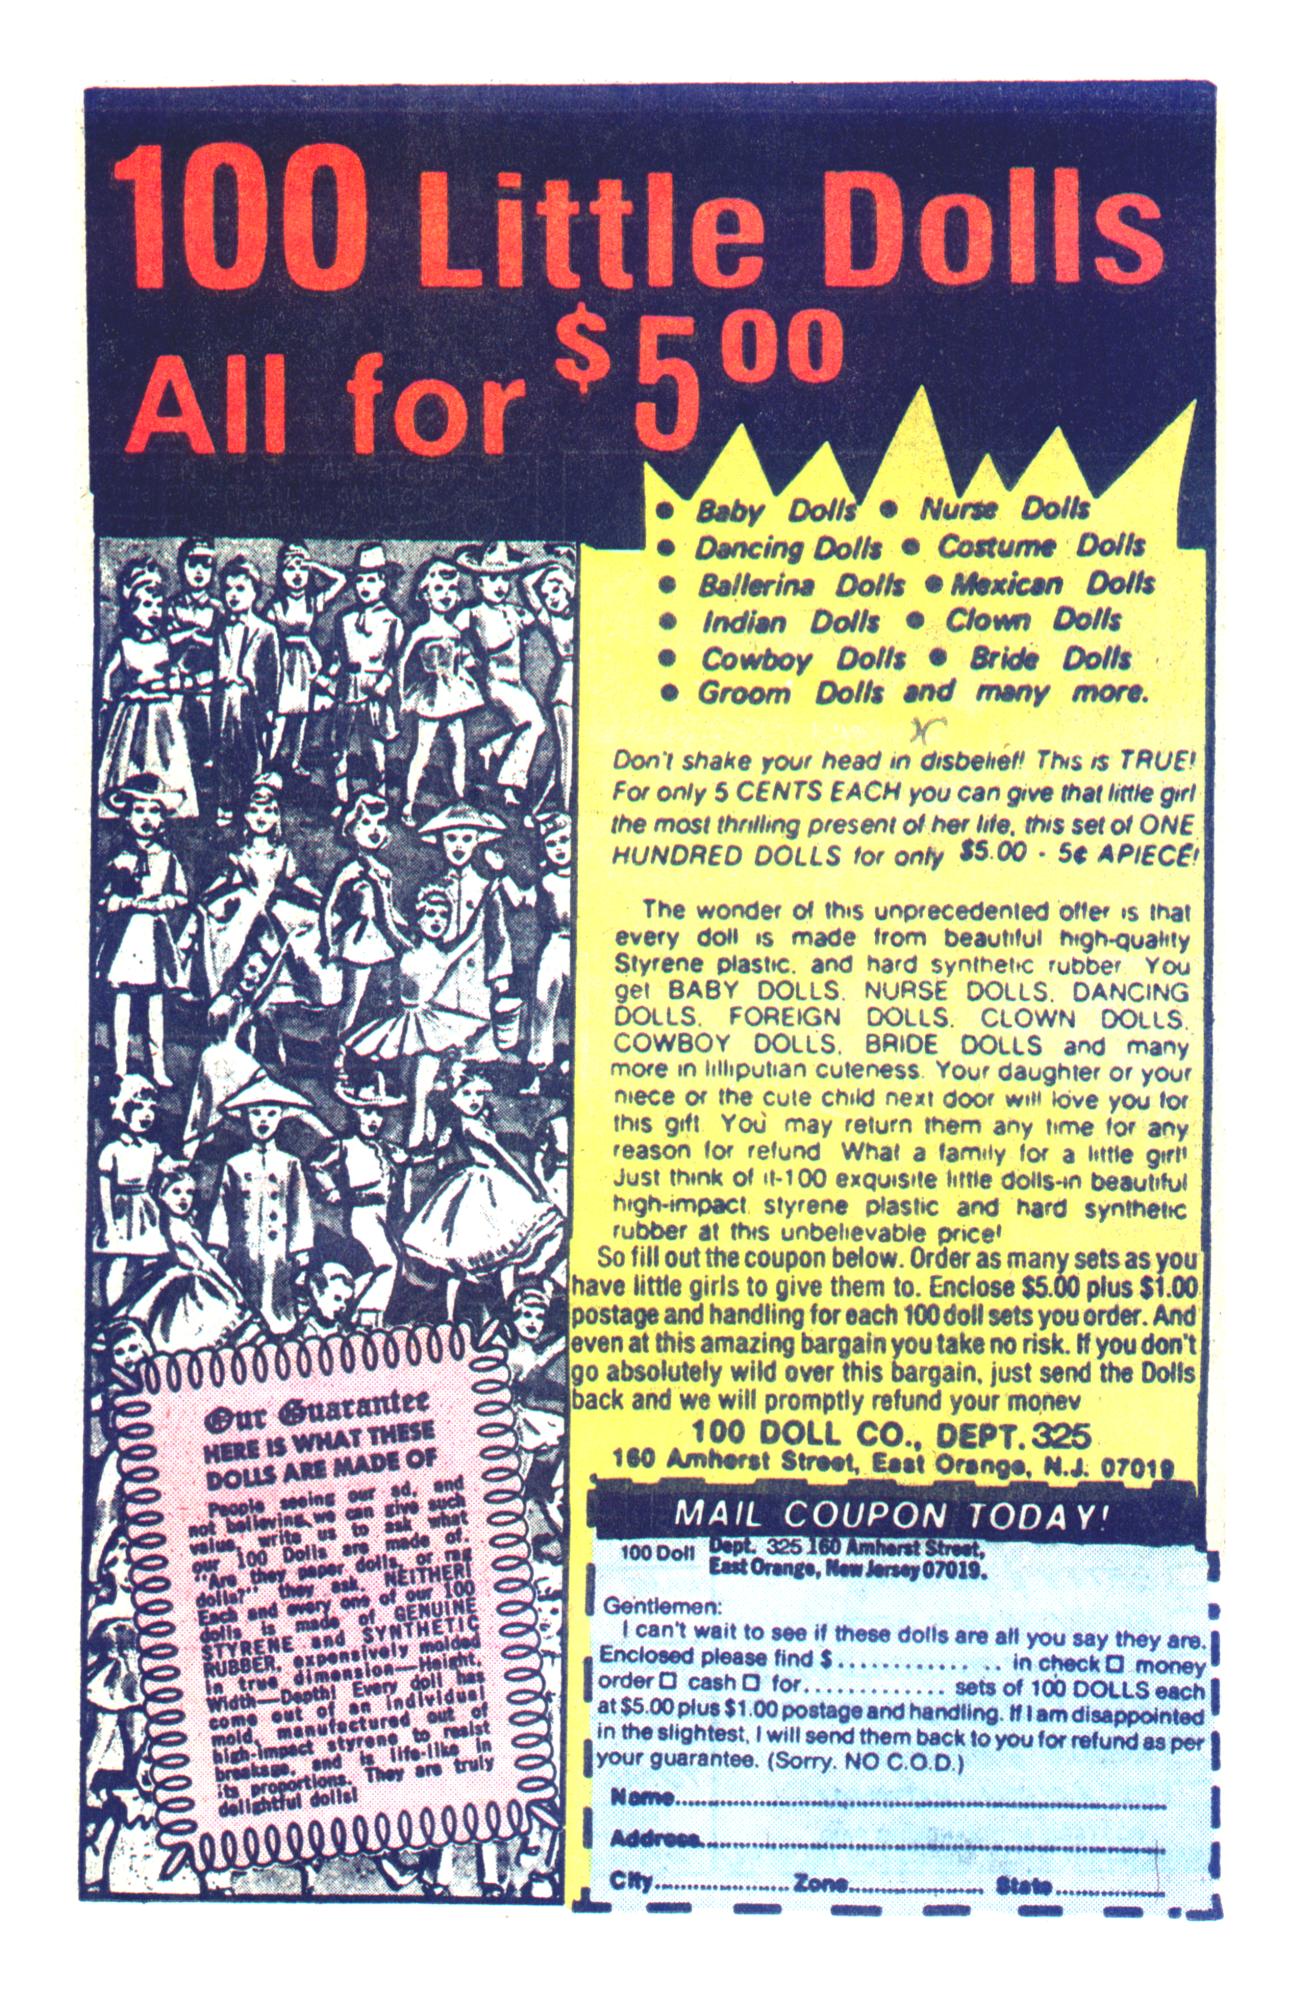 100 Little Dolls
All for $5.00
• Baby Dolls • Nurse Dolls
• Dancing Dolls • Costume Dolls
• Ballerina Dolls • Mexican Dolls
• Indian Dolls • Clown Dolls
• Cowboy Dolls • Bride Dolls
• Groom Dolls and many more.
Don't shake your head in disbelief! This is TRUE!
For only 5 CENTS EACH you can give that little girl
the most thrilling present of her life, this set of ONE
HUNDRED DOLLS for only $5.00 - 5¢ APIECE!
The wonder of this unprecedented offer is that
every doll is made from beautiful high-quality
Styrene plastic, and hard synthetic rubber. You
get BABY DOLLS, NURSE DOLLS, DANCING
DOLLS, FOREIGN DOLLS, CLOWN DOLLS,
COWBOY DOLLS, BRIDE DOLLS and many
more in lilliputian cuteness. Your daughter or your
niece or the cute child next door will love you for
this gift. You may return them any time for any
reason for refund. What a family for a little girl!
Just think of it-100 exquisite little dolls-in beautiful
high-impact styrene plastic and hard synthetic
rubber at this unbelievable price!
So fill out the coupon below. Order as many sets as you
have little girls to give them to. Enclose $5.00 plus $1.00
postage and handling for each 100 doll sets you order. And
even at this amazing bargain you take no risk. If you don't
go absolutely wild over this bargain, just send the Dolls
back and we will promptly refund your money
100 DOLL CO., DEPT. 325
160 Amherst Street, East Orange, N.J. 07019
Our Guarantee
HERE IS WHAT THESE
DOLLS ARE MADE OF
People seeing our ad, and
not believing we can give such
value, write us to ask what
our 100 Dolls are made of.
"Are they paper dolls, or rag
dolls?" they ask. NEITHER!
Each and every one of our 100
dolls is made of GENUINE
STYRENE and SYNTHETIC
RUBBER, expensively molded
in true dimension—Height,
Width—Depth! Every doll has
come out of an individual
mold, manufactured out of
high-impact styrene to resist
breakage, and is life-like in
its proportions. They are truly
delightful dolls!
MAIL COUPON TODAY!
100 Doll Dept. 325 160 Amherst Street,
East Orange, New Jersey 07019.
Gentlemen:
I can't wait to see if these dolls are all you say they are.
Enclosed please find $.............. .. in check ☐ money
order ☐ cash ☐ for.............. sets of 100 DOLLS each
at $5.00 plus $1.00 postage and handling. If I am disappointed
in the slightest, I will send them back to you for refund as per
your guarantee. (Sorry. NO C.O.D.)
Name..............
Address..............
City.............. Zone.............. State..............